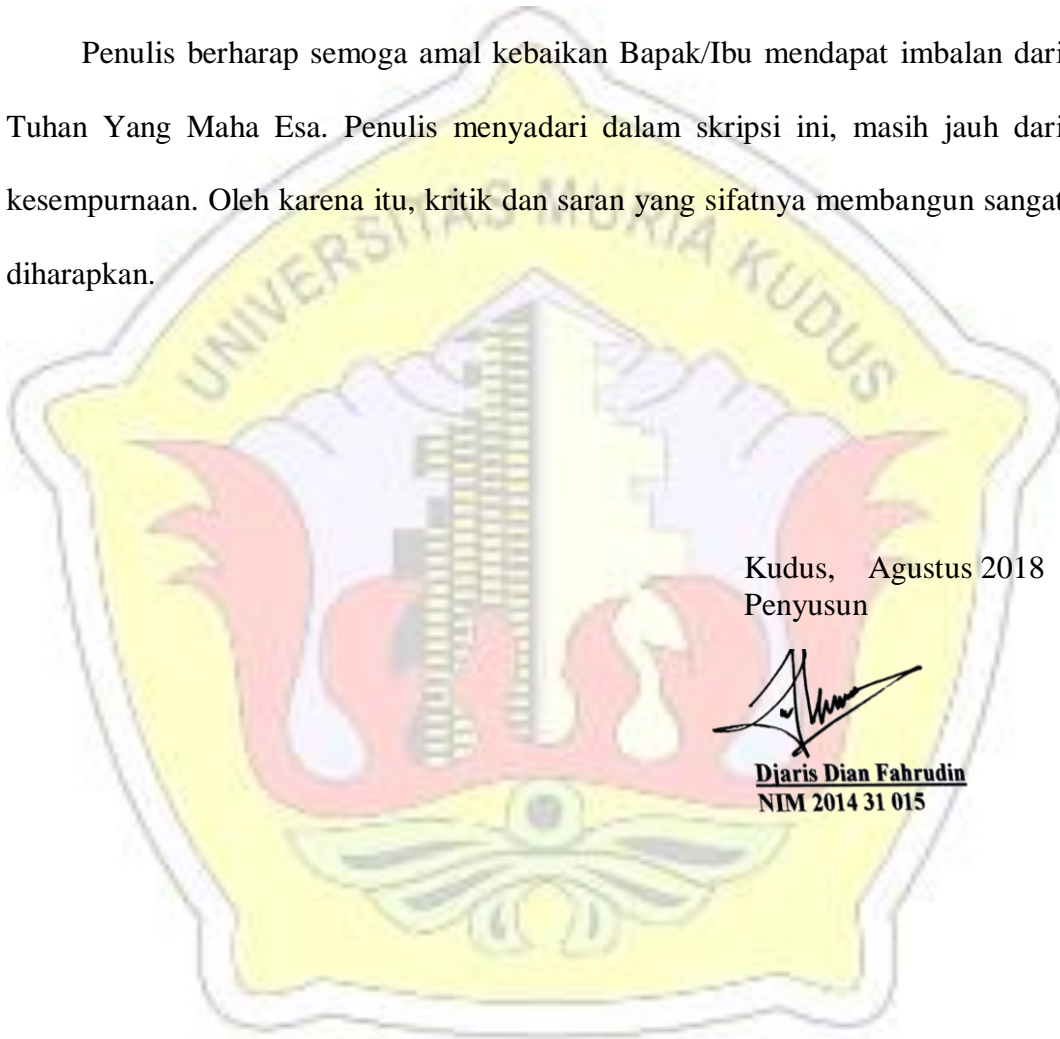 Penulis berharap semoga amal kebaikan Bapak/Ibu mendapat imbalan dari
Tuhan Yang Maha Esa. Penulis menyadari dalam skripsi ini, masih jauh dari
kesempurnaan. Oleh karena itu, kritik dan saran yang sifatnya membangun sangat
diharapkan.
UNIVERSITAS MURIA KUDUS
Kudus, Agustus 2018
Penyusun
Djaris Dian Fahrudin
NIM 2014 31 015